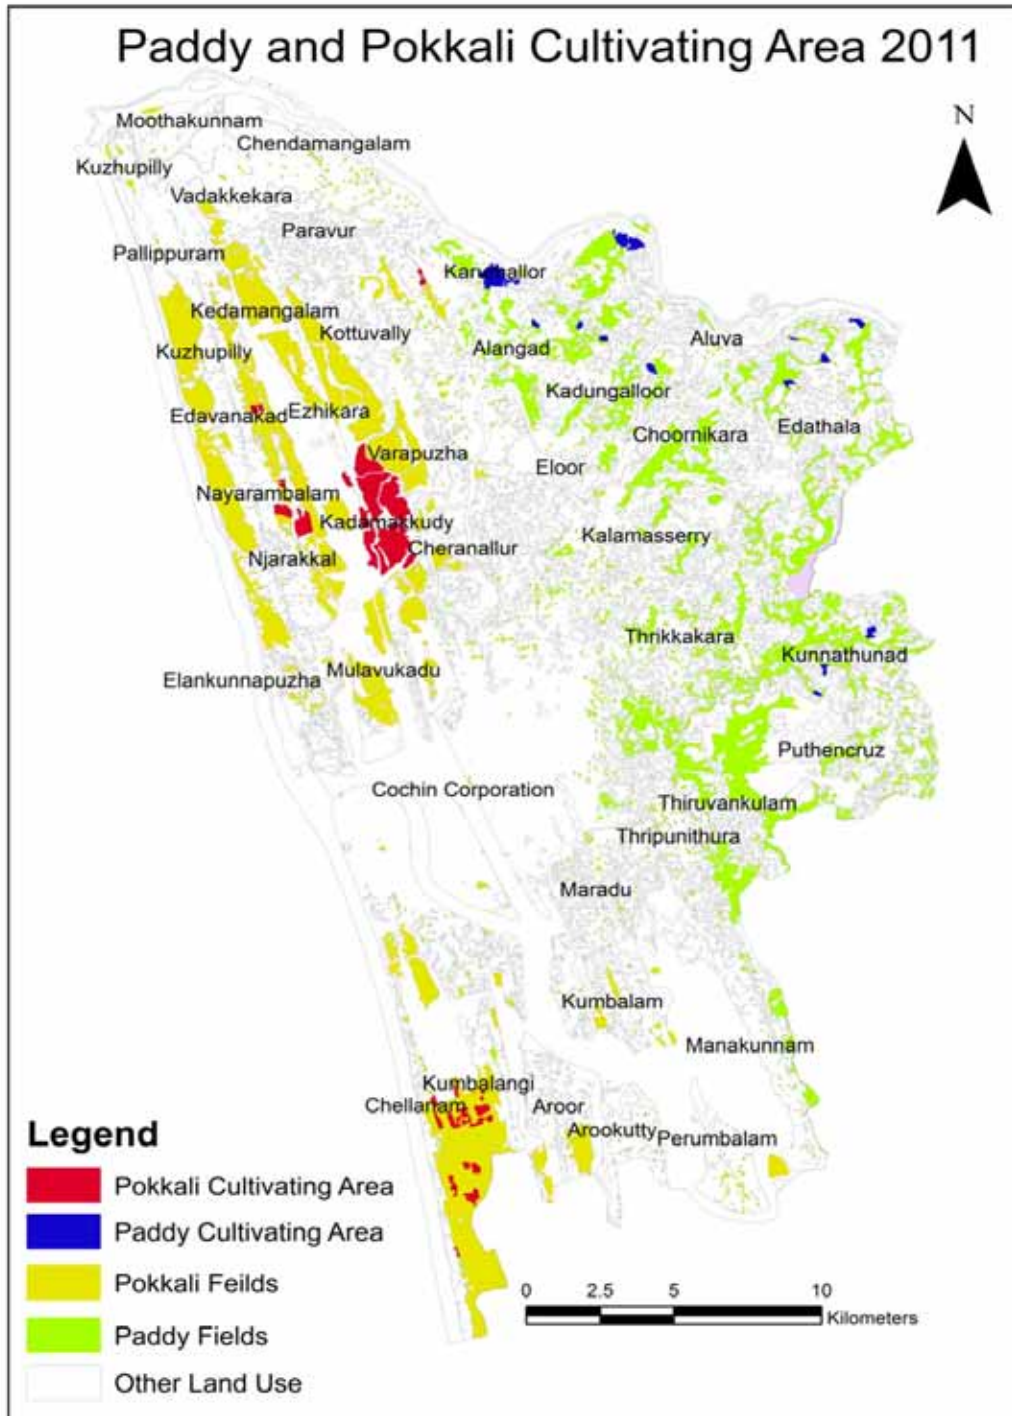 Paddy and Pokkali Cultivating Area 2011
N
Moothakunnam
Chendamangalam
Kuzhupilly
Vadakkekara
Paravur
Pallippuram
Karumallor
Kedamangalam
Kottuvally
Aluva
Kuzhupilly
Alangad
Kadungalloor
Edavanakad
Ezhikara
Edathala
Choornikara
Varapuzha
Eloor
Nayarambalam
Kadamakkudy
Kalamasserry
Cheranallur
Njarakkal
Thrikkakara
Kunnathunad
Mulavukadu
Elankunnapuzha
Puthencruz
Cochin Corporation
Thiruvankulam
Thripunithura
Maradu
Kumbalam
Manakunnam
Kumbalangi
Chellanam
Aroor
Arookutty
Perumbalam
Legend
Pokkali Cultivating Area
Paddy Cultivating Area
Pokkali Feilds
Paddy Fields
Other Land Use
0 2.5 5 10
Kilometers